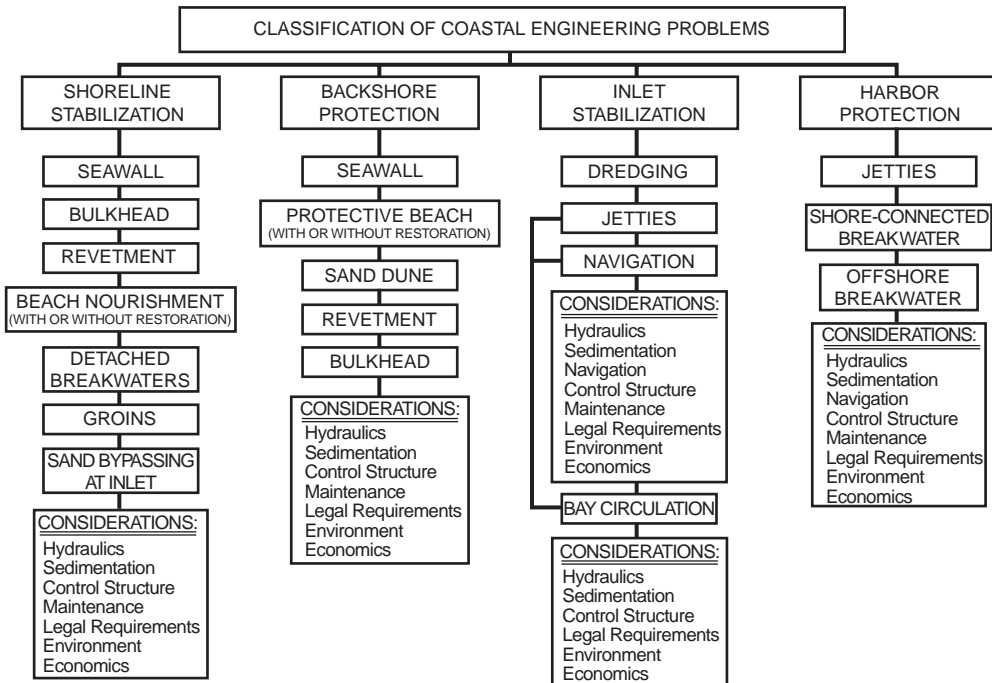 CLASSIFICATION OF COASTAL ENGINEERING PROBLEMS
SHORELINE
STABILIZATION
SEAWALL
BULKHEAD
REVETMENT
BEACH NOURISHMENT
(WITH OR WITHOUT RESTORATION)
DETACHED
BREAKWATERS
GROINS
SAND BYPASSING
AT INLET
CONSIDERATIONS:
Hydraulics
Sedimentation
Control Structure
Maintenance
Legal Requirements
Environment
Economics
BACKSHORE
PROTECTION
SEAWALL
PROTECTIVE BEACH
(WITH OR WITHOUT RESTORATION)
SAND DUNE
REVETMENT
BULKHEAD
CONSIDERATIONS:
Hydraulics
Sedimentation
Control Structure
Maintenance
Legal Requirements
Environment
Economics
INLET
STABILIZATION
DREDGING
JETTIES
NAVIGATION
CONSIDERATIONS:
Hydraulics
Sedimentation
Navigation
Control Structure
Maintenance
Legal Requirements
Environment
Economics
BAY CIRCULATION
CONSIDERATIONS:
Hydraulics
Sedimentation
Control Structure
Legal Requirements
Environment
Economics
HARBOR
PROTECTION
JETTIES
SHORE-CONNECTED
BREAKWATER
OFFSHORE
BREAKWATER
CONSIDERATIONS:
Hydraulics
Sedimentation
Navigation
Control Structure
Maintenance
Legal Requirements
Environment
Economics